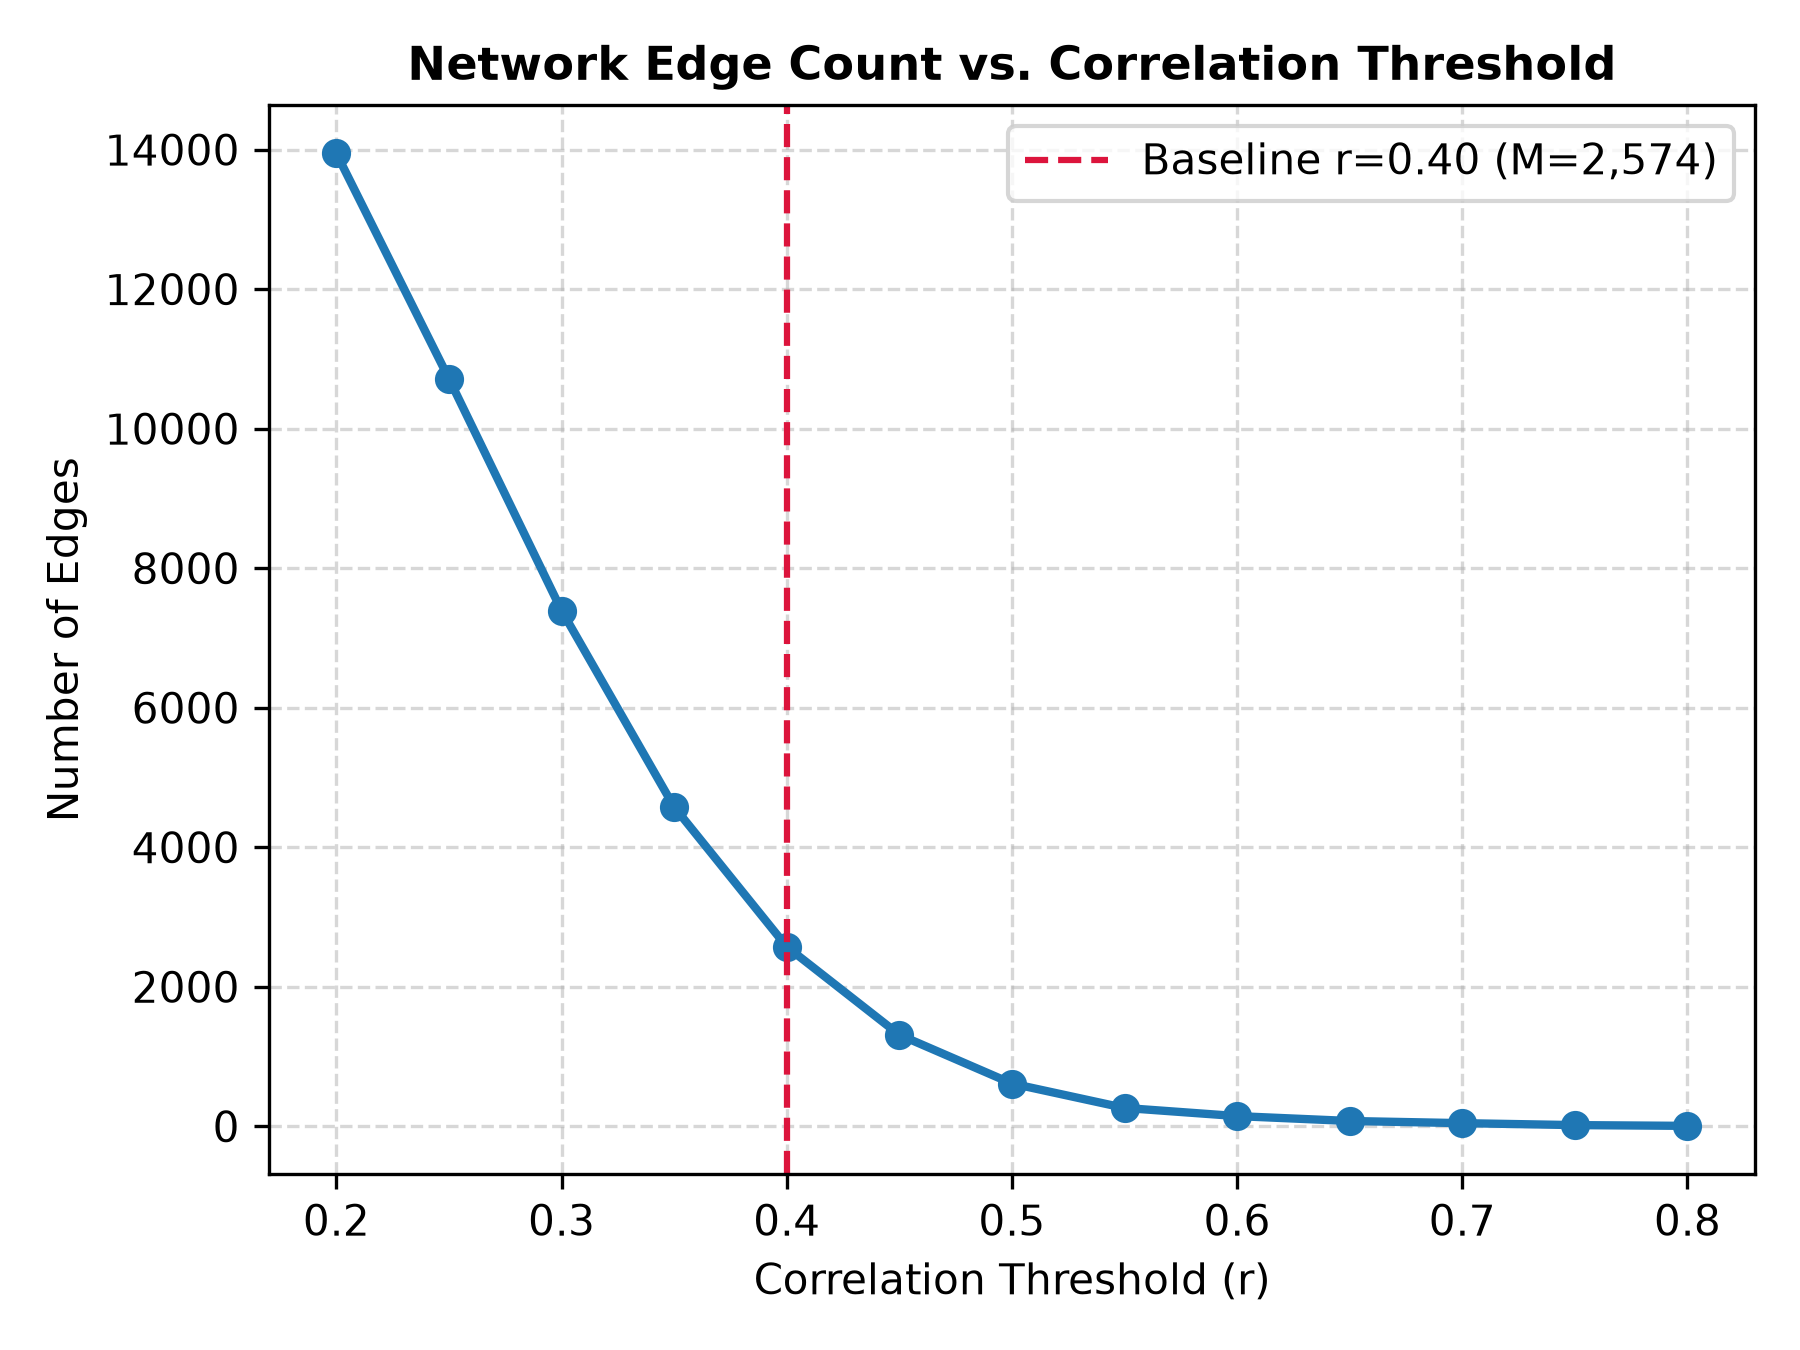 Network Edge Count vs. Correlation Threshold
Baseline r=0.40 (M=2,574)
Number of Edges
14000
12000
10000
8000
6000
4000
2000
0
0.2 0.3 0.4 0.5 0.6 0.7 0.8
Correlation Threshold (r)